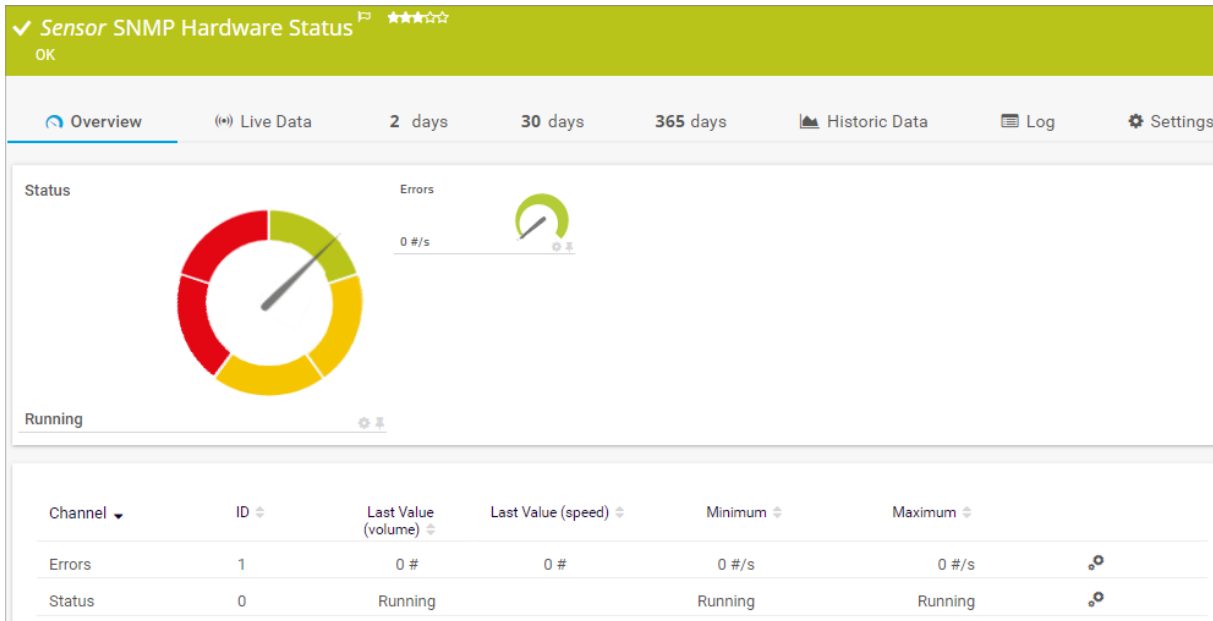 Sensor SNMP Hardware Status
OK
Overview Live Data 2 days 30 days 365 days Historic Data Log Settings
Status
Errors
0 #/s
Running
Channel ID Last Value (volume) Last Value (speed) Minimum Maximum
Errors 1 0 # 0 # 0 #/s 0 #/s
Status 0 Running Running Running